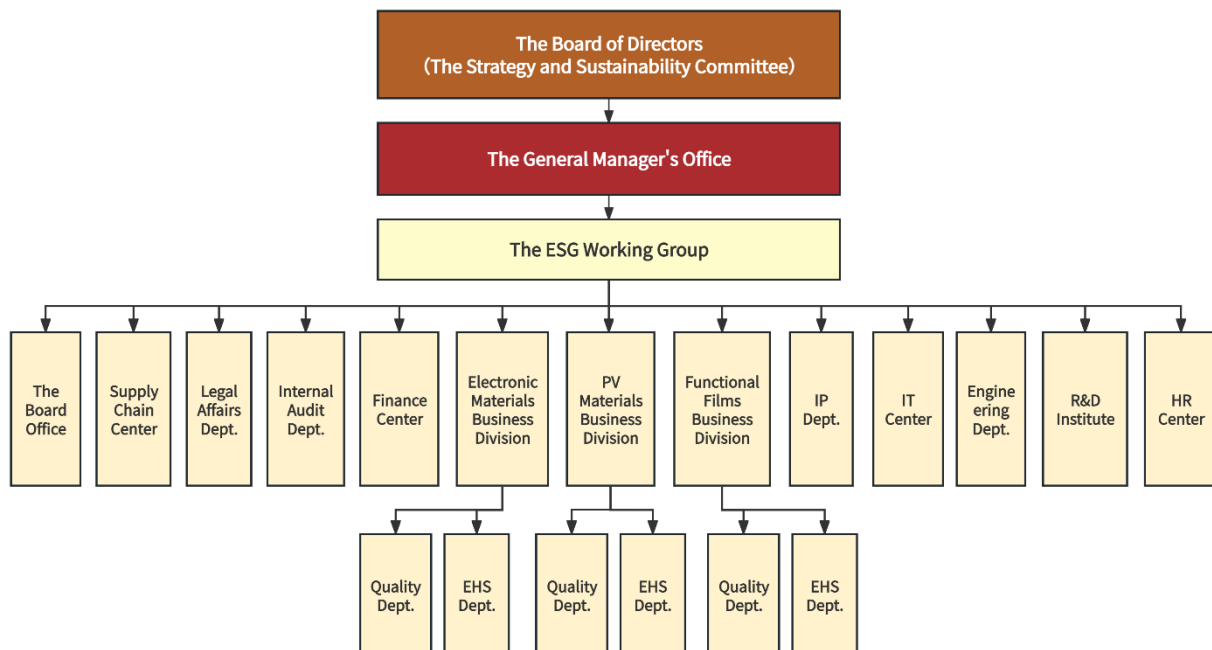 The Board of Directors
（The Strategy and Sustainability Committee）
The General Manager's Office
The ESG Working Group
The
Board
Office
Supply
Chain
Center
Legal
Affairs
Dept.
Internal
Audit
Dept.
Finance
Center
Electronic
Materials
Business
Division
PV
Materials
Business
Division
Functional
Films
Business
Division
IP
Dept.
IT
Center
Engine
ering
Dept.
R&D
Institute
HR
Center
Quality
Dept.
EHS
Dept.
Quality
Dept.
EHS
Dept.
Quality
Dept.
EHS
Dept.